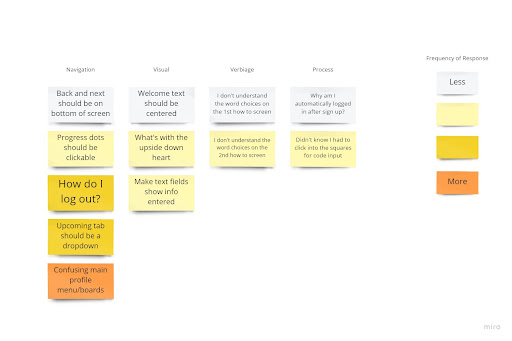 Frequency of Response
Navigation
Visual
Verbiage
Process
Back and next
should be on
bottom of screen
Welcome text
should be
centered
I don't understand
the word choices on
the 1st how to screen
Why am I
automatically logged
in after sign up?
Less
Progress dots
should be
clickable
What's with the
upside down
heart
I don't understand the
word choices on the
2nd how to screen
Didn't know I had to
click into the squares
for code input
How do I
log out?
Make text fields
show info
entered
More
Upcoming tab
should be a
dropdown
Confusing main
profile
menu/boards
miro